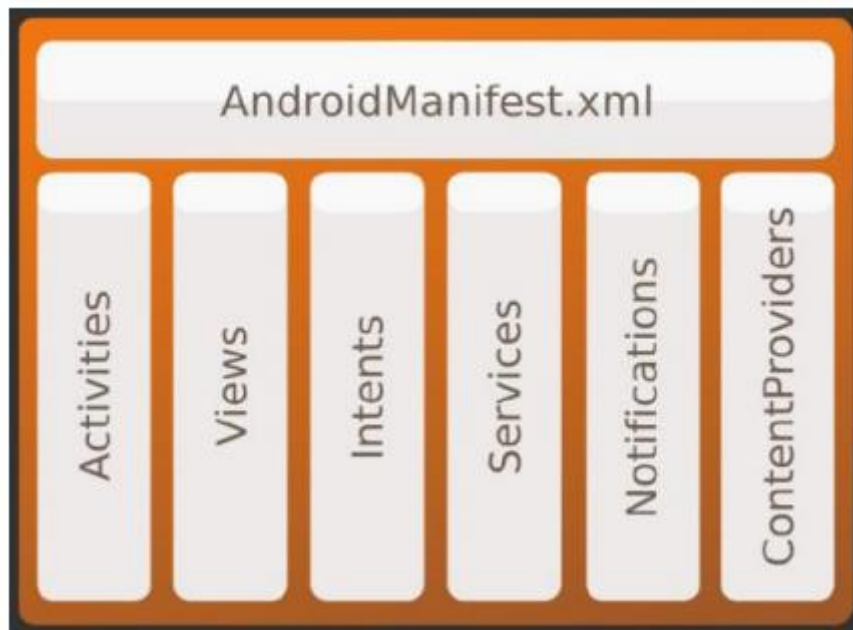 AndroidManifest.xml
Activities
Views
Intents
Services
Notifications
ContentProviders